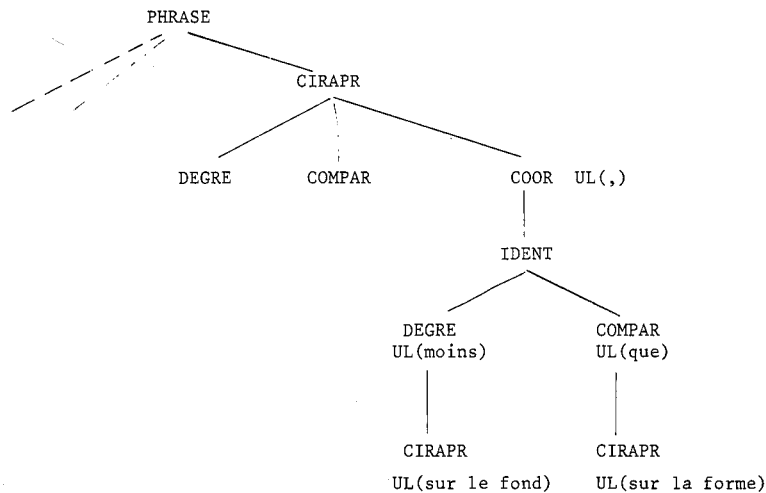 PHRASE
CIRAPR
DEGRE COMPAR COOR UL(,)
IDENT
DEGRE COMPAR
UL(moins) UL(que)
CIRAPR CIRAPR
UL(sur le fond) UL(sur la forme)